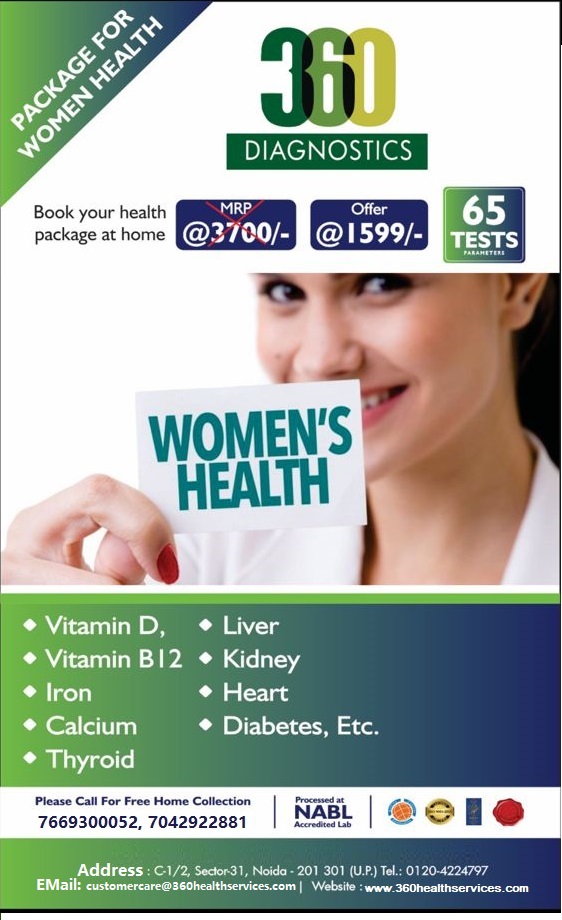 PACKAGE FOR
WOMEN HEALTH
360
DIAGNOSTICS
Book your health
package at home
MRP
@3700/-
Offer
@1599/-
65
TESTS
PARAMETERS
WOMEN'S
HEALTH
Vitamin D,
Vitamin B12
Iron
Calcium
Thyroid
Liver
Kidney
Heart
Diabetes, Etc.
Please Call For Free Home Collection
7669300052, 7042922881
Processed at
NABL
Accredited Lab
Address : C-1/2, Sector-31, Noida - 201 301 (U.P.) Tel.: 0120-4224797
EMail: customercare@360healthservices.com | Website : www.360healthservices.com